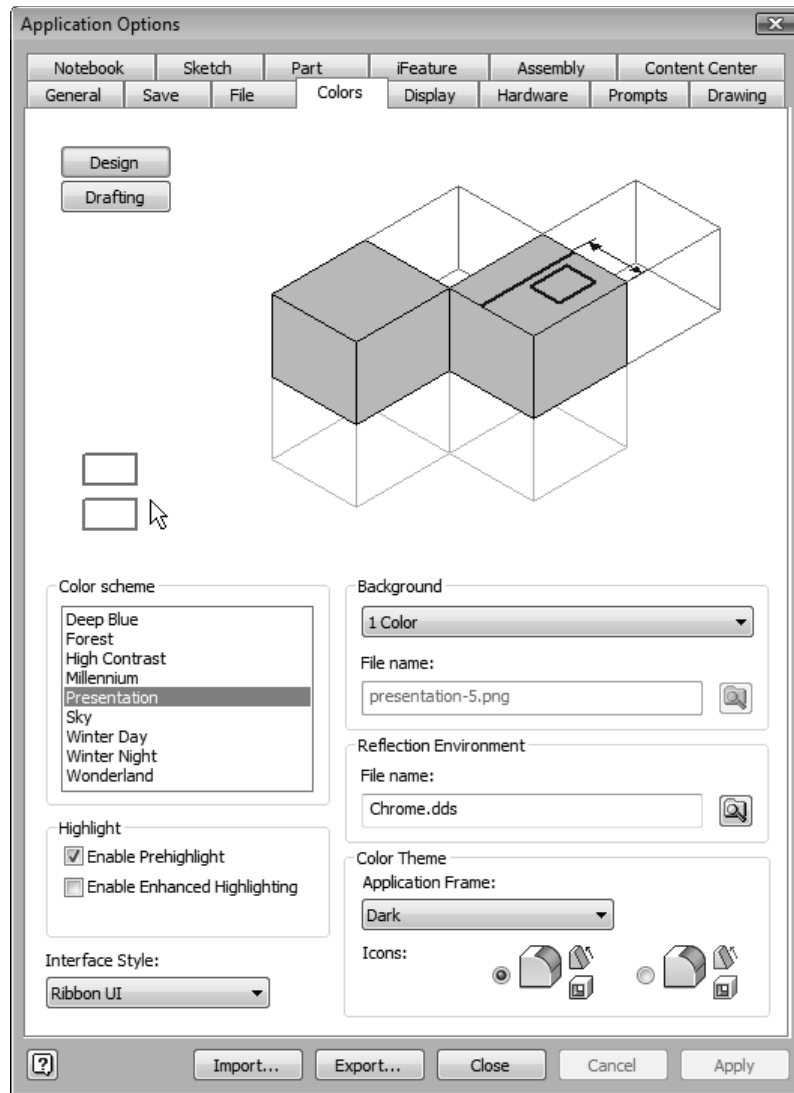 Application Options
Notebook Sketch Part iFeature Assembly Content Center
General Save File Colors Display Hardware Prompts Drawing
Design
Drafting
Color scheme
Deep Blue
Forest
High Contrast
Millennium
Presentation
Sky
Winter Day
Winter Night
Wonderland
Background
1 Color
File name:
presentation-5.png
Reflection Environment
File name:
Chrome.dds
Highlight
Enable Prehighlight
Enable Enhanced Highlighting
Color Theme
Application Frame:
Dark
Icons:
Interface Style:
Ribbon UI
? Import... Export... Close Cancel Apply